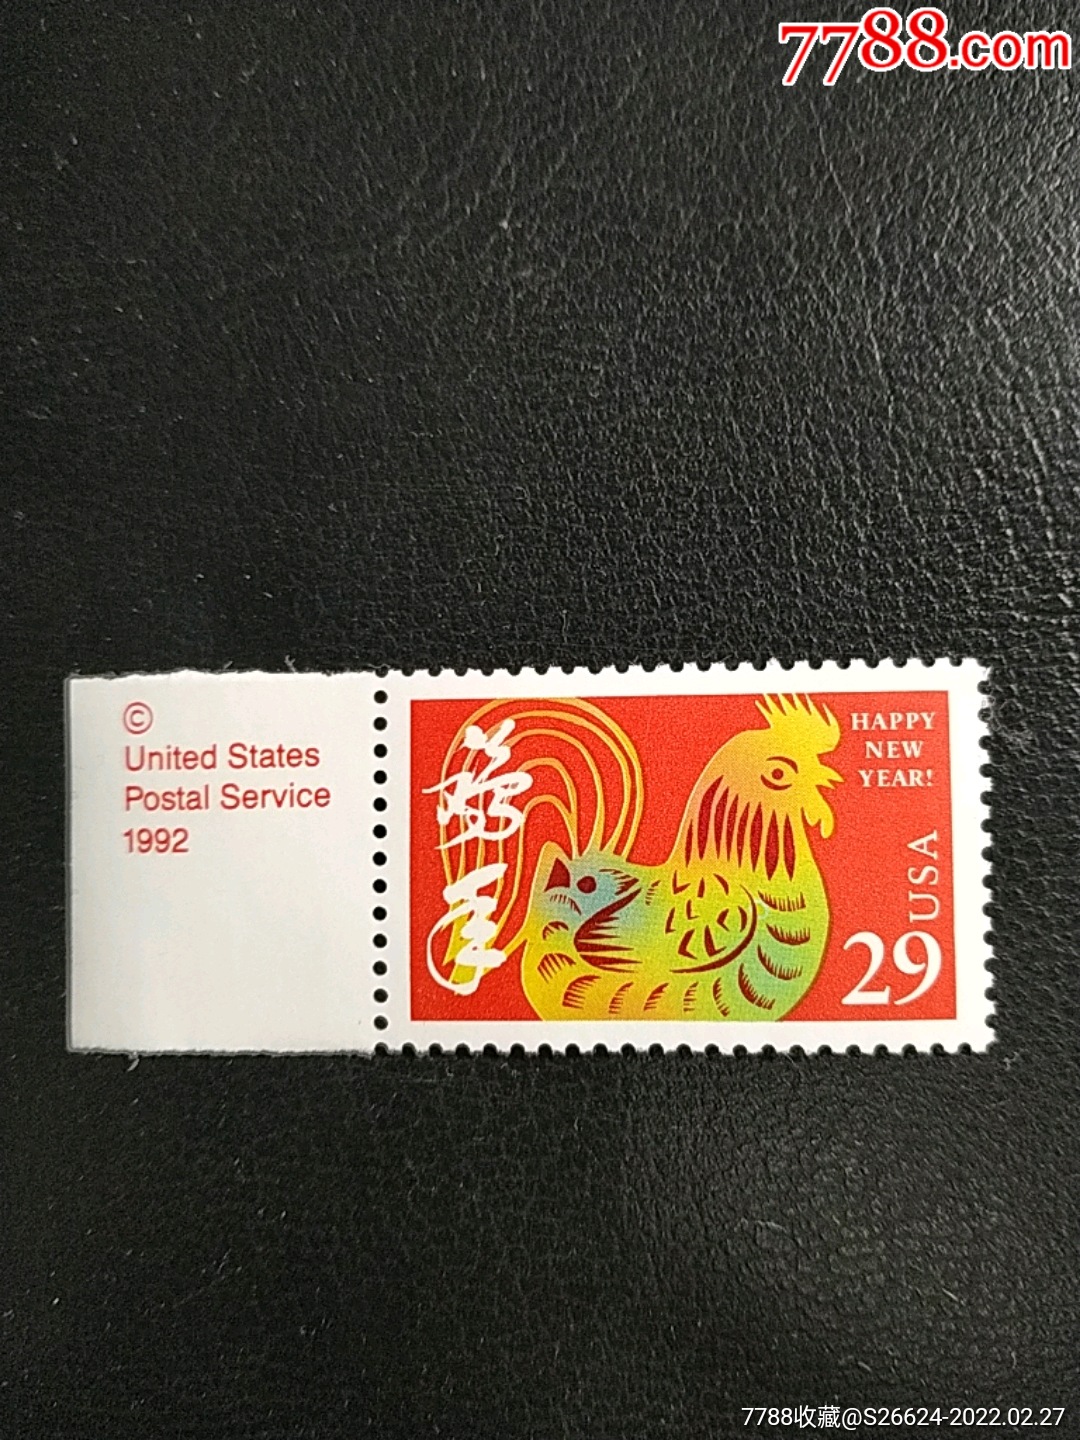 7788.com
©
United States
Postal Service
1992
雞年
HAPPY
NEW
YEAR!
USA
29
7788收藏@S26624-2022.02.27